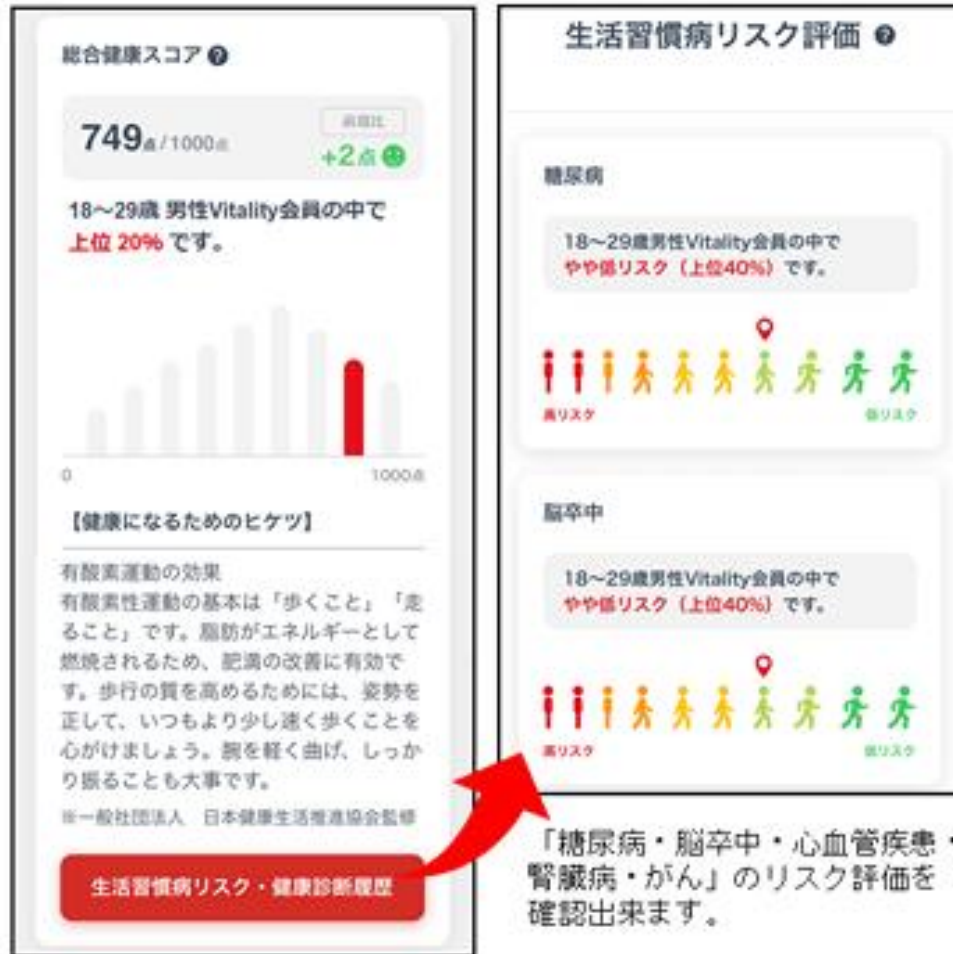 総合健康スコア ?
749点/1000点
前回比
+2点
18〜29歳 男性Vitality会員の中で
上位 20% です。
0 1000点
【健康になるためのヒケツ】
有酸素運動の効果
有酸素性運動の基本は「歩くこと」「走
ること」です。脂肪がエネルギーとして
燃焼されるため、肥満の改善に有効で
す。歩行の質を高めるためには、姿勢を
正して、いつもより少し速く歩くことを
心がけましょう。腕を軽く曲げ、しっか
り振ることも大事です。
※一般社団法人 日本健康生活推進協会監修
生活習慣病リスク・健康診断履歴
生活習慣病リスク評価 ?
糖尿病
18〜29歳男性Vitality会員の中で
やや低リスク（上位40%）です。
高リスク 低リスク
脳卒中
18〜29歳男性Vitality会員の中で
やや低リスク（上位40%）です。
高リスク 低リスク
「糖尿病・脳卒中・心血管疾患・
腎臓病・がん」のリスク評価を
確認出来ます。